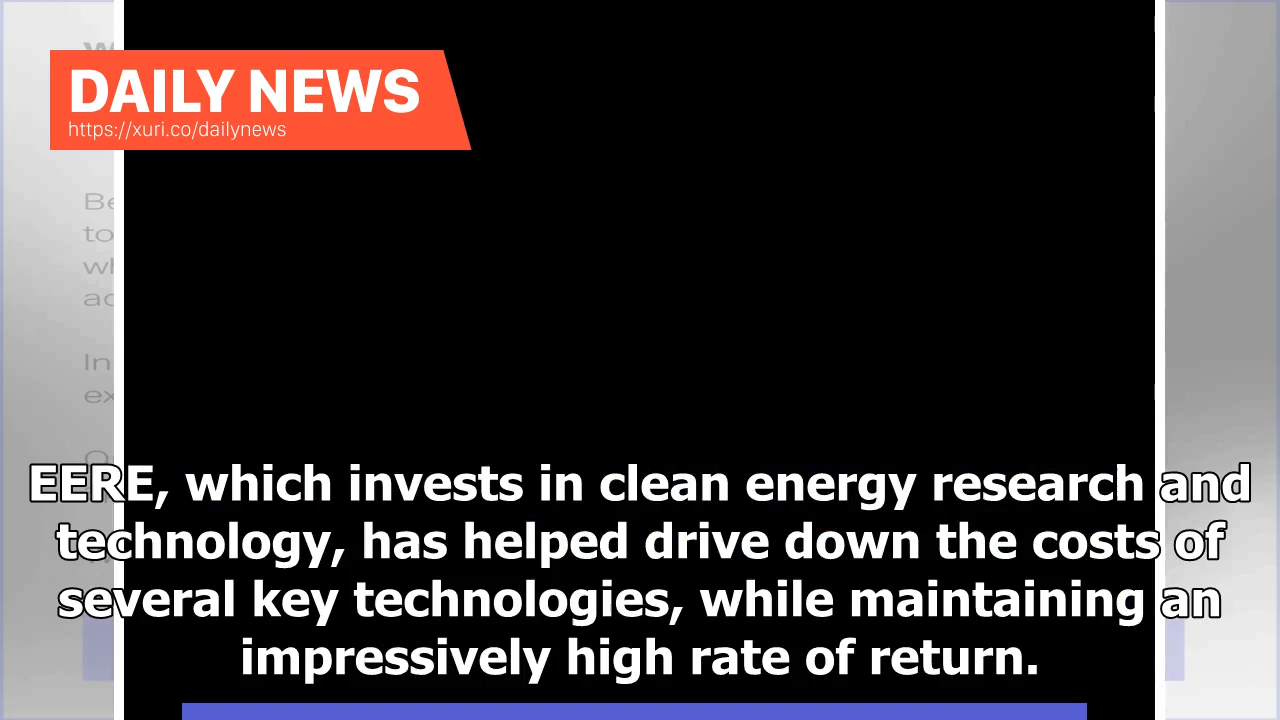 DAILY NEWS
https://xuri.co/dailynews
EERE, which invests in clean energy research and
technology, has helped drive down the costs of
several key technologies, while maintaining an
impressively high rate of return.